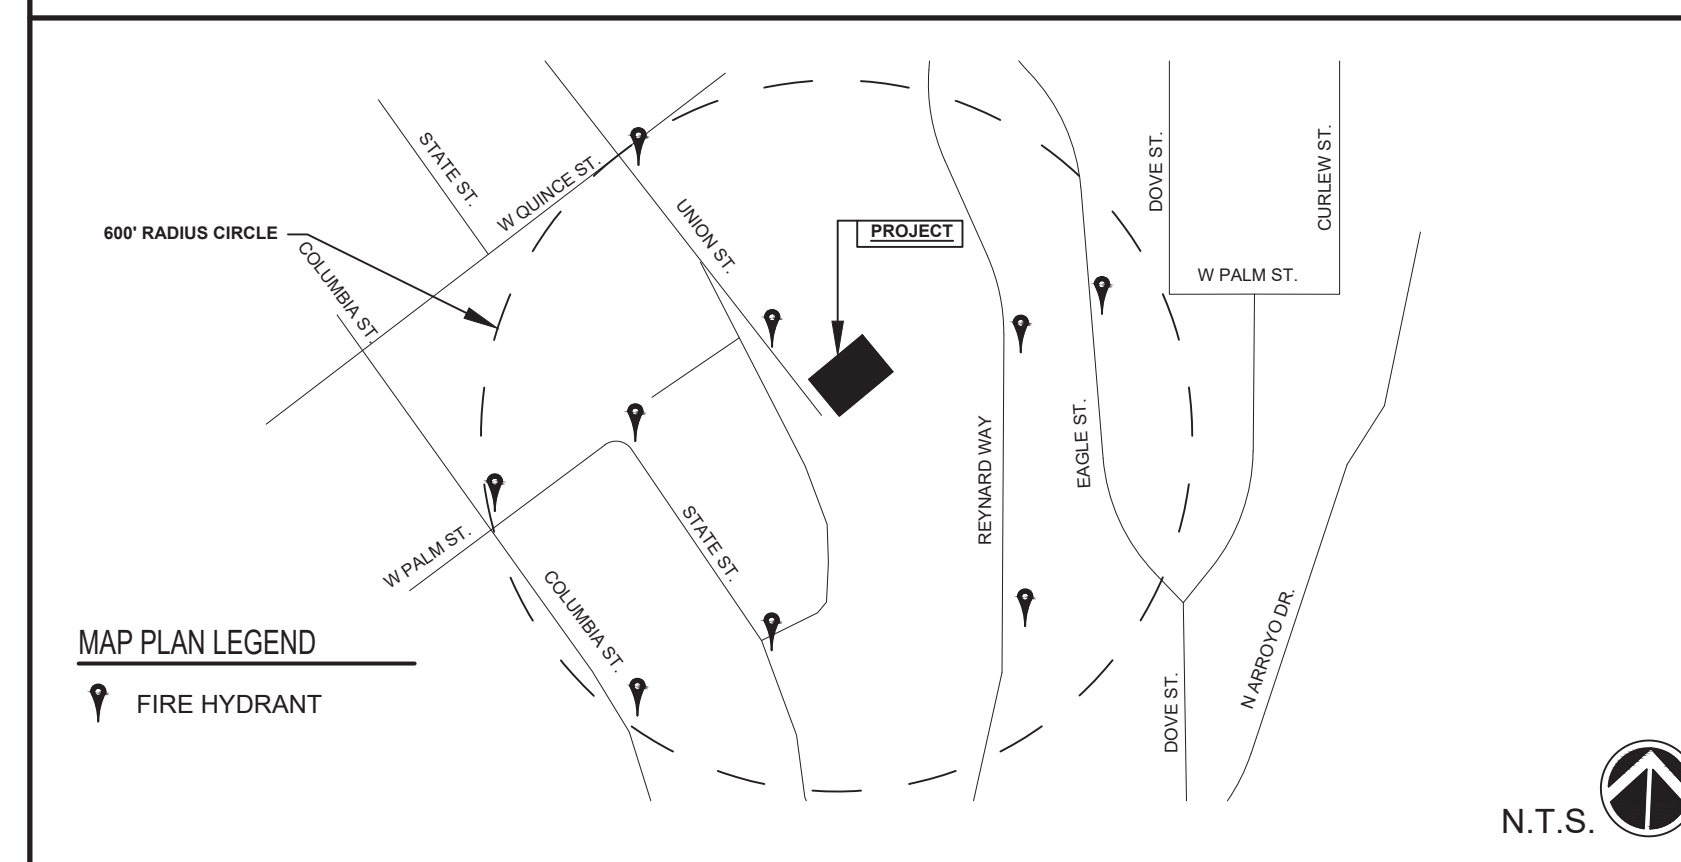 STATE ST.
W QUINCE ST.
UNION ST.
600' RADIUS CIRCLE
COLUMBIA ST.
PROJECT
DOVE ST.
CURLEW ST.
W PALM ST.
REYNARD WAY
EAGLE ST.
W PALM ST.
STATE ST.
COLUMBIA ST.
N ARROYO DR.
DOVE ST.
MAP PLAN LEGEND
FIRE HYDRANT
N.T.S.